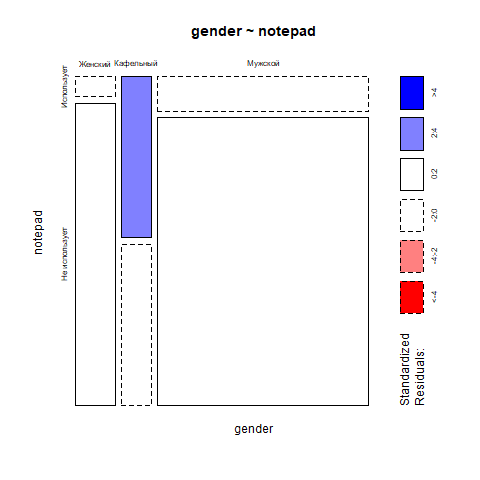 gender ~ notepad
Женский Кафельный Мужской
Использует
Не использует
notepad
gender
>4
2:4
0:2
-2:0
-4:-2
<-4
Standardized
Residuals: